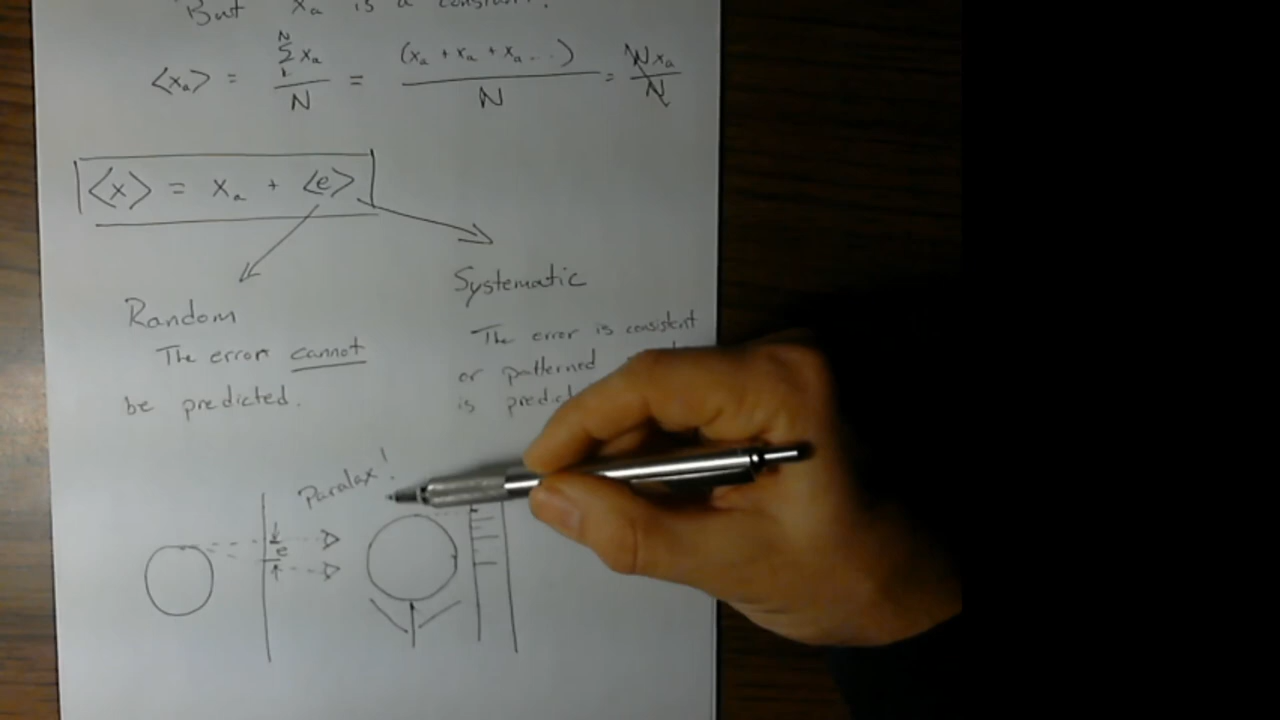 But xₐ is a
<xₐ> = Σ₁ᴺ xₐ / N = (xₐ + xₐ + xₐ ...) / N = N xₐ / N
<x> = xₐ + <e>
Random
The error cannot
be predicted.
Systematic
The error is consistent
or patterned
is
Paralax!
e